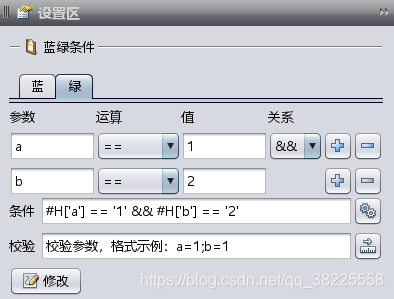 设置区
蓝绿条件
蓝 绿
参数 运算 值 关系
a == 1 &&
b == 2
条件 #H['a'] == '1' && #H['b'] == '2'
校验 校验参数，格式示例：a=1;b=1
修改
https://blog.csdn.net/qq_38225558